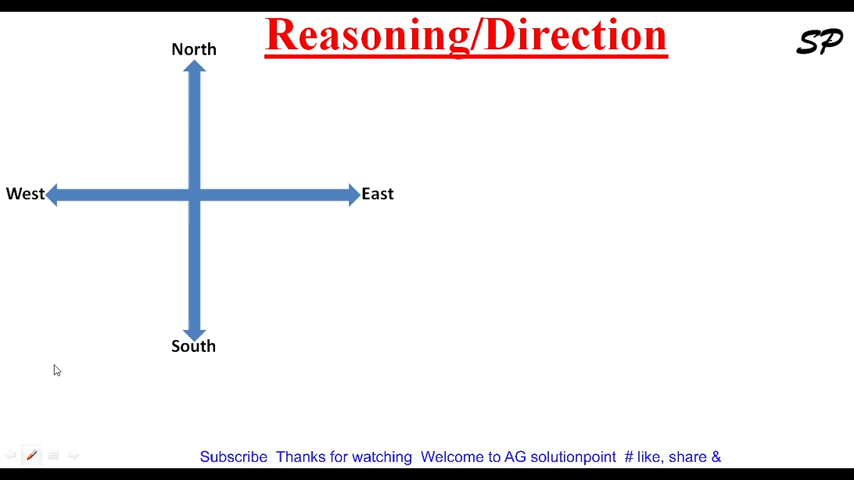 Reasoning/Direction
SP
North
West
East
South
Subscribe Thanks for watching Welcome to AG solutionpoint # like, share &